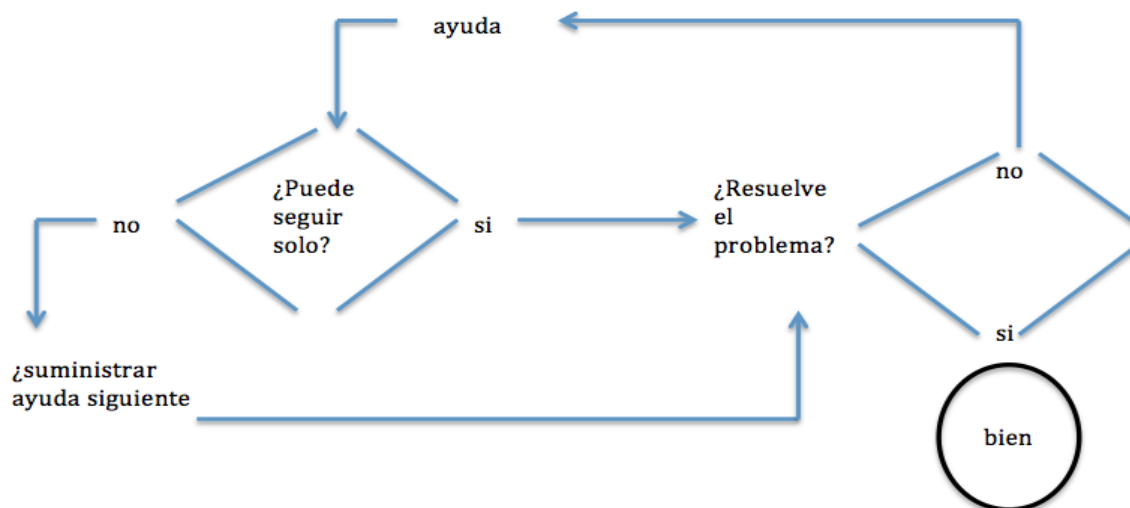 ayuda
¿Puede
seguir
solo?
no
si
¿Resuelve
el
problema?
no
si
¿suministrar
ayuda siguiente
bien